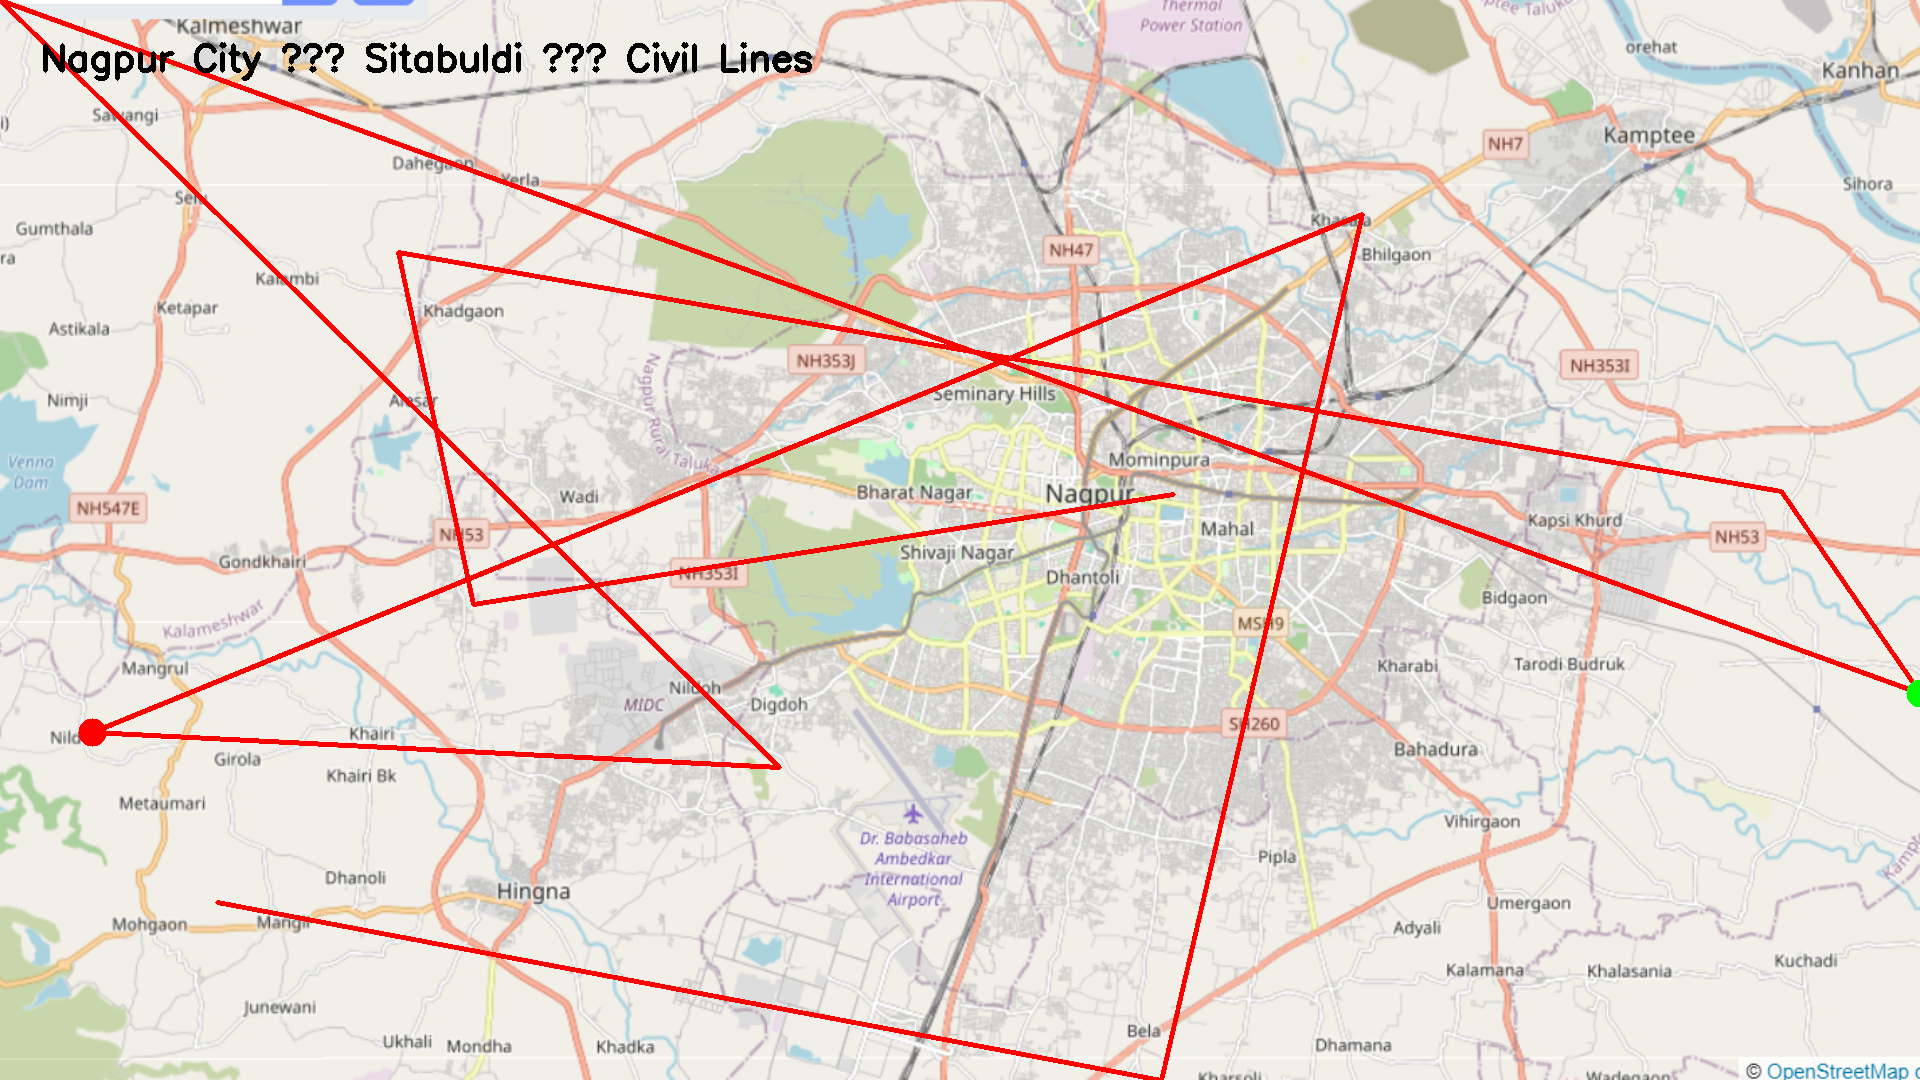 Kalmeshwar
Thermal
Power Station
orehat
Kanhan
Nagpur City ??? Sitabuldi ??? Civil Lines
Sawangi
Kamptee
NH7
Dahegaon
Yerla
Sihora
Gumthala
NH47
Bhilgaon
Kalambi
Ketapar
Khadgaon
Astikala
NH353J
NH353I
Seminary Hills
Nimji
Nagpur Rural Taluka
Mominpura
Venna
Dam
Wadi
Bharat Nagar
Nagpur
NH547E
Kapsi Khurd
Mahal
NH53
NH53
Shivaji Nagar
Gondkhairi
NH353I
Dhantoli
Bidgaon
Kalameshwar
MSH9
Mangrul
Kharabi
Tarodi Budruk
Nildoh
MIDC
Digdoh
SH260
Khairi
Bahadura
Girola
Khairi Bk
Metaumari
Vihirgaon
Dr. Babasaheb
Ambedkar
International
Airport
Pipla
Dhanoli
Hingna
Umergaon
Mohgaon
Mangli
Adyali
Kalamana
Khalasania
Kuchadi
Junewani
Bela
Ukhali
Mondha
Khadka
Dhamana
Kharsoli
Wadegaon
© OpenStreetMap c